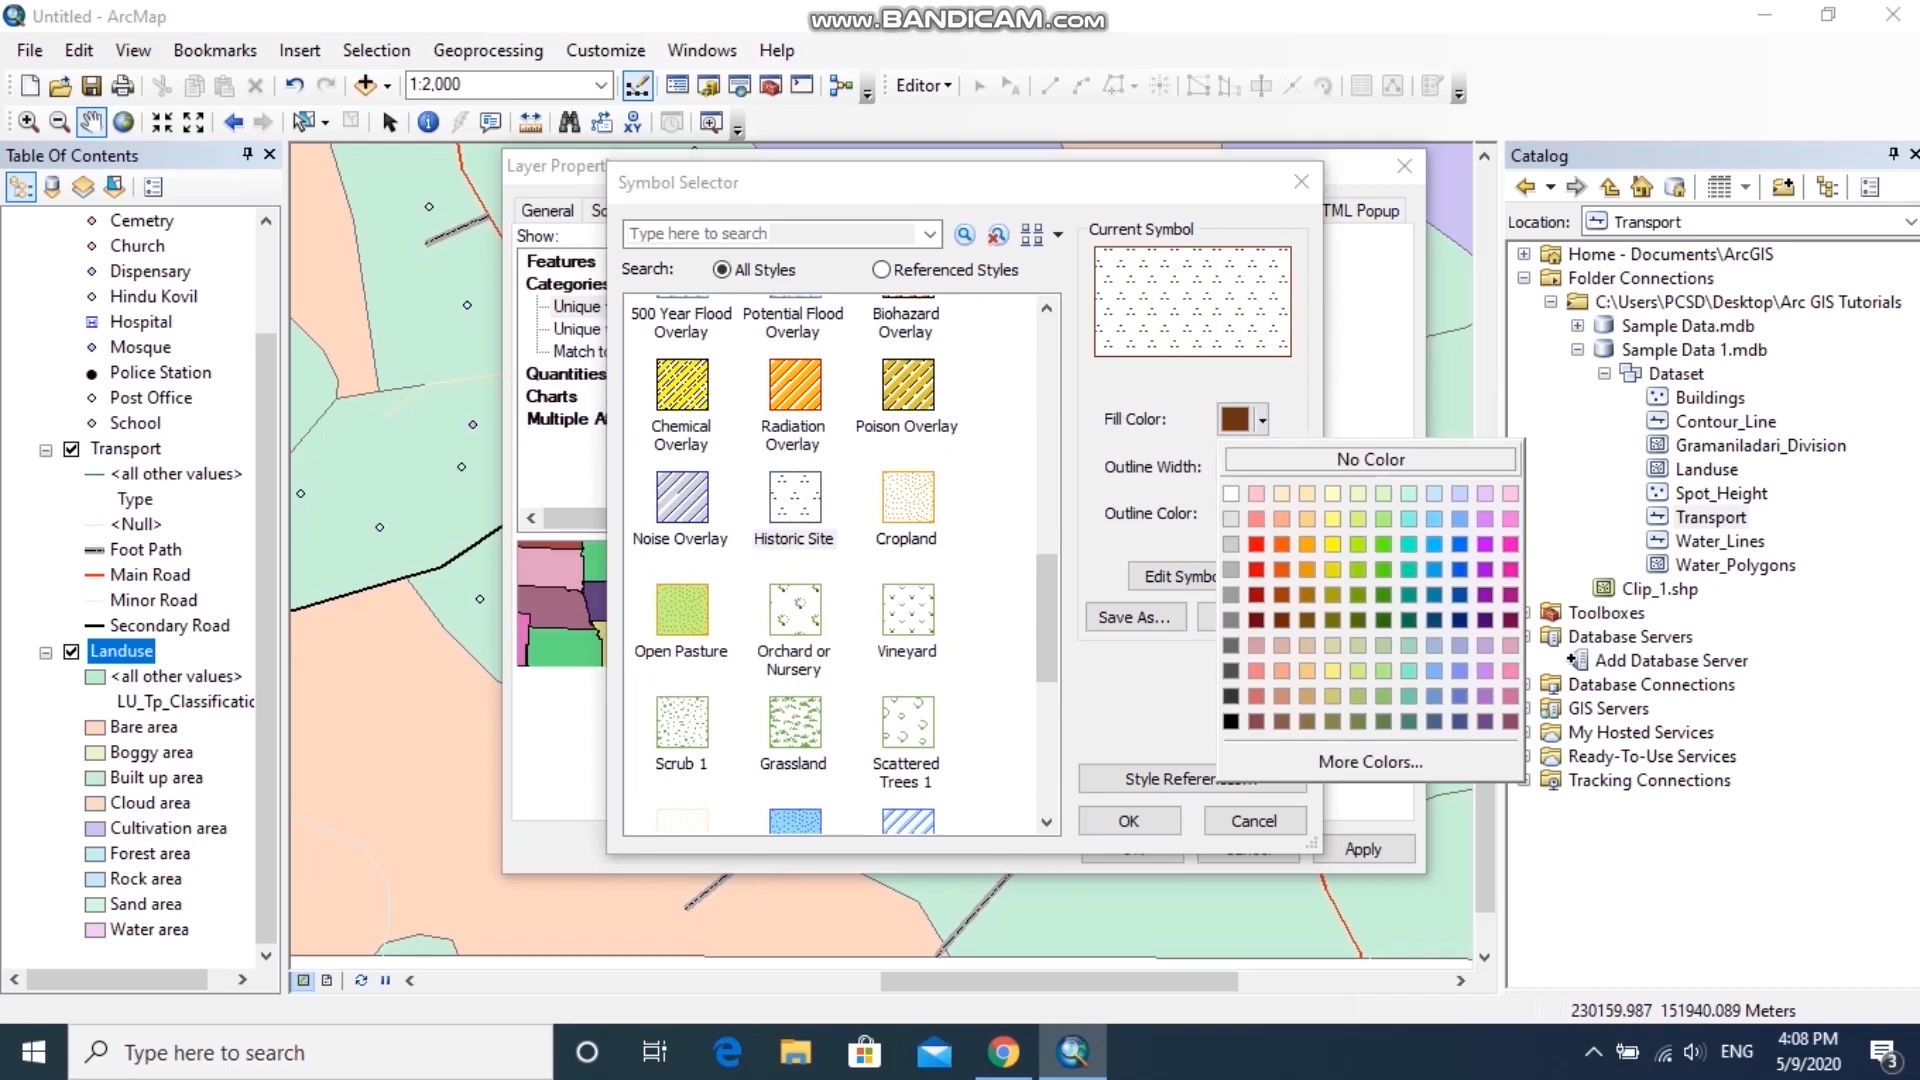 Untitled - ArcMap
www.BANDICAM.com
File Edit View Bookmarks Insert Selection Geoprocessing Customize Windows Help
1:2,000
Editor
Table Of Contents
Cemetry
Church
Dispensary
Hindu Kovil
Hospital
Mosque
Police Station
Post Office
School
Transport
<all other values>
Type
<Null>
Foot Path
Main Road
Minor Road
Secondary Road
Landuse
<all other values>
LU_Tp_Classificatic
Bare area
Boggy area
Built up area
Cloud area
Cultivation area
Forest area
Rock area
Sand area
Water area
Layer Propert
General So
TML Popup
Show:
Features
Categories
Unique
Unique
Match to
Quantities
Charts
Multiple A
Apply
Symbol Selector
Type here to search
Search: All Styles Referenced Styles
500 Year Flood Overlay
Potential Flood Overlay
Biohazard Overlay
Chemical Overlay
Radiation Overlay
Poison Overlay
Noise Overlay
Historic Site
Cropland
Open Pasture
Orchard or Nursery
Vineyard
Scrub 1
Grassland
Scattered Trees 1
Current Symbol
Fill Color:
Outline Width:
Outline Color:
Edit Symbo
Save As...
Style Referen
OK Cancel
No Color
More Colors...
Catalog
Location: Transport
Home - Documents\ArcGIS
Folder Connections
C:\Users\PCSD\Desktop\Arc GIS Tutorials
Sample Data.mdb
Sample Data 1.mdb
Dataset
Buildings
Contour_Line
Gramaniladari_Division
Landuse
Spot_Height
Transport
Water_Lines
Water_Polygons
Clip_1.shp
Toolboxes
Database Servers
Add Database Server
Database Connections
GIS Servers
My Hosted Services
Ready-To-Use Services
Tracking Connections
230159.987 151940.089 Meters
Type here to search
ENG
4:08 PM
5/9/2020
3